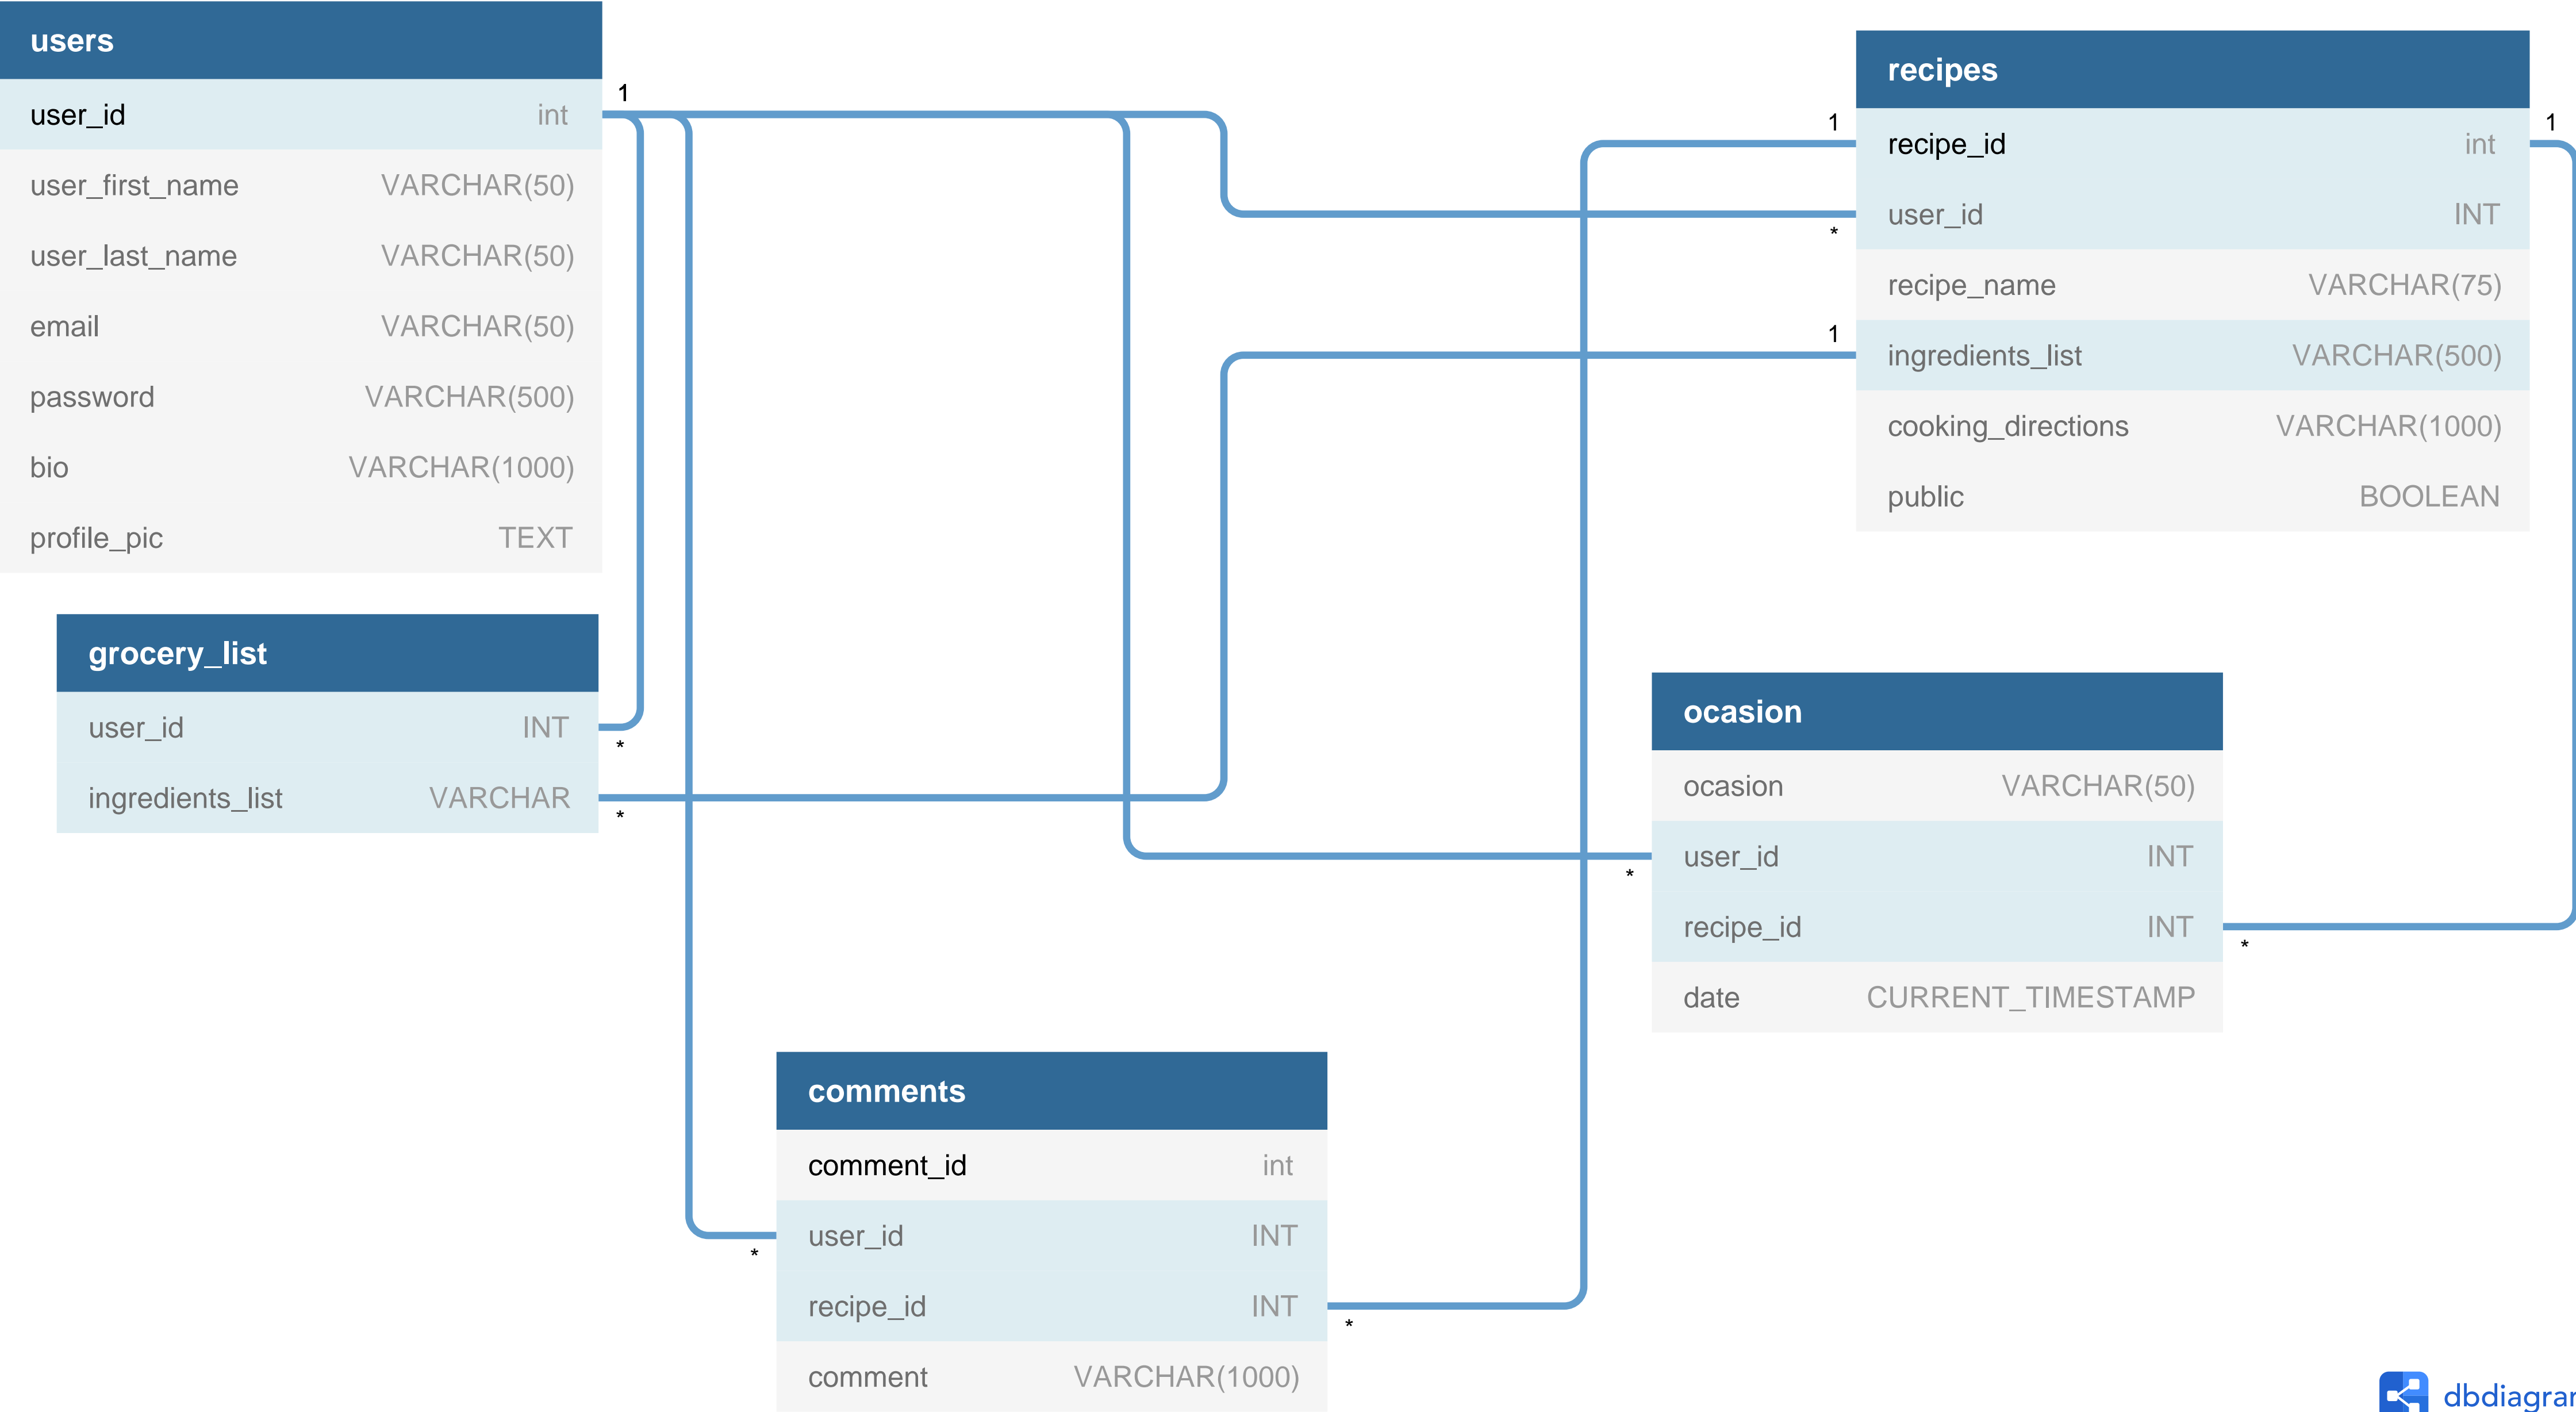 users
user_id int
user_first_name VARCHAR(50)
user_last_name VARCHAR(50)
email VARCHAR(50)
password VARCHAR(500)
bio VARCHAR(1000)
profile_pic TEXT
1
recipes
recipe_id int
user_id INT
recipe_name VARCHAR(75)
ingredients_list VARCHAR(500)
cooking_directions VARCHAR(1000)
public BOOLEAN
1
1
*
1
grocery_list
user_id INT
*
ingredients_list VARCHAR
*
ocasion
ocasion VARCHAR(50)
user_id INT
*
recipe_id INT
*
date CURRENT_TIMESTAMP
comments
comment_id int
user_id INT
*
recipe_id INT
*
comment VARCHAR(1000)